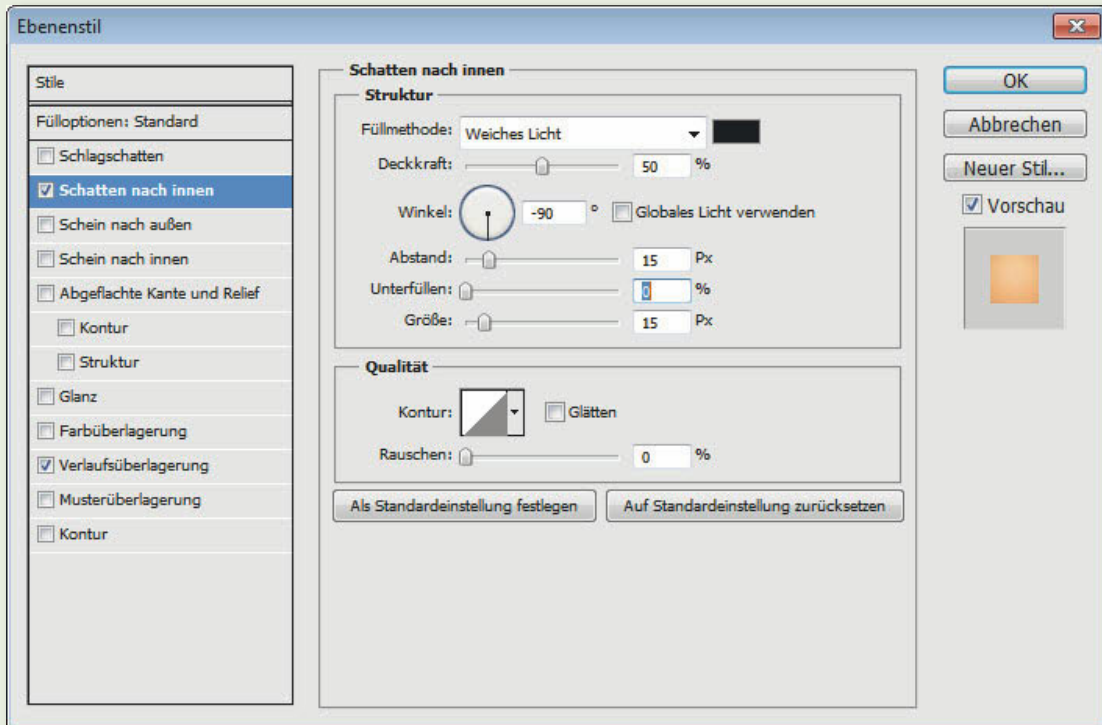 Ebenenstil
Stile
Fülloptionen: Standard
Schlagschatten
Schatten nach innen
Schein nach außen
Schein nach innen
Abgeflachte Kante und Relief
Kontur
Struktur
Glanz
Farbüberlagerung
Verlaufsüberlagerung
Musterüberlagerung
Kontur
Schatten nach innen
Struktur
Füllmethode: Weiches Licht
Deckkraft: 50 %
Winkel: -90 ° Globales Licht verwenden
Abstand: 15 Px
Unterfüllen: 0 %
Größe: 15 Px
Qualität
Kontur: Glätten
Rauschen: 0 %
Als Standardeinstellung festlegen Auf Standardeinstellung zurücksetzen
OK
Abbrechen
Neuer Stil...
Vorschau